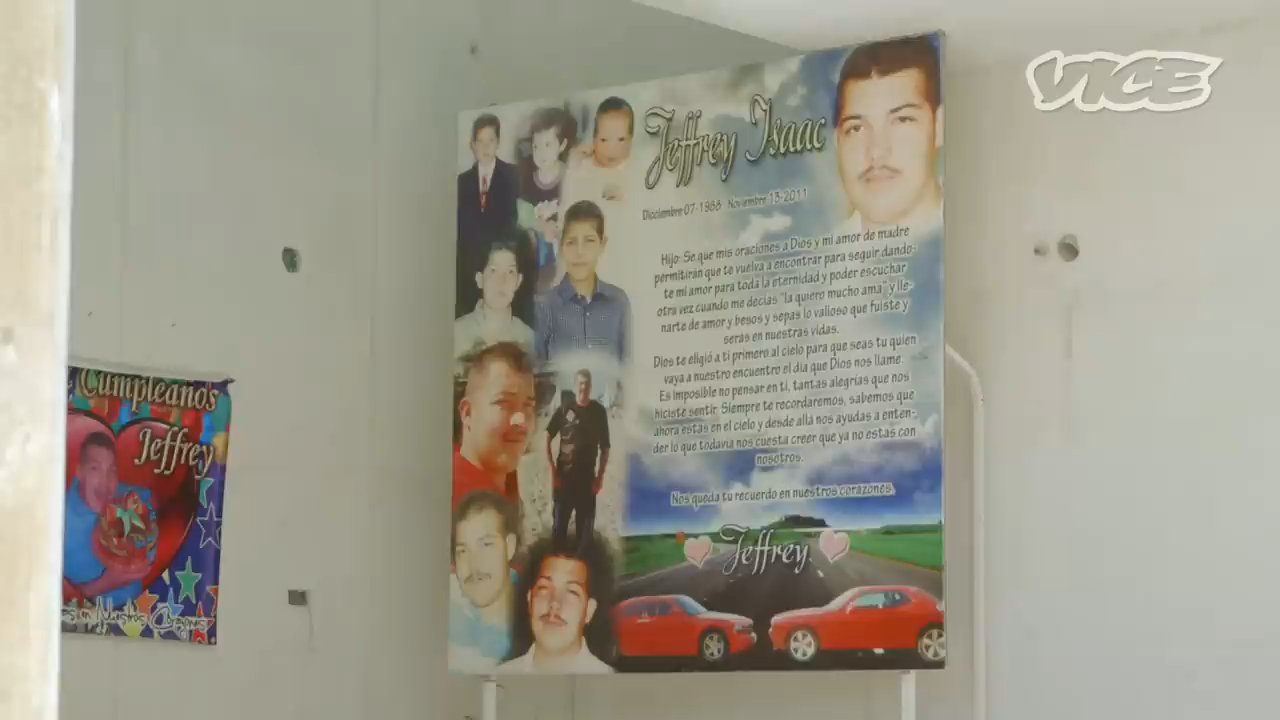 VICE
Jeffrey Isaac
Dicciembre 07-1988 Noviembre 13-2011
Hijo: Se que mis oraciones a Dios y mi amor de madre
permitirán que te vuelva a encontrar para seguir dando-
te mi amor para toda la eternidad y poder escuchar
otra vez cuando me decías "la quiero mucho ama" y lle-
narte de amor y besos y sepas lo valioso que fuiste y
serás en nuestras vidas.
Dios te eligió a ti primero al cielo para que seas tu quien
vaya a nuestro encuentro el día que Dios nos llame.
Es imposible no pensar en ti, tantas alegrías que nos
hiciste sentir. Siempre te recordaremos, sabemos que
ahora estas en el cielo y desde allá nos ayudas a enten-
der lo que todavía nos cuesta creer que ya no estas con
nosotros.
Nos queda tu recuerdo en nuestros corazones.
Jeffrey
Cumpleaños
Jeffrey
en Nuestros Corazones